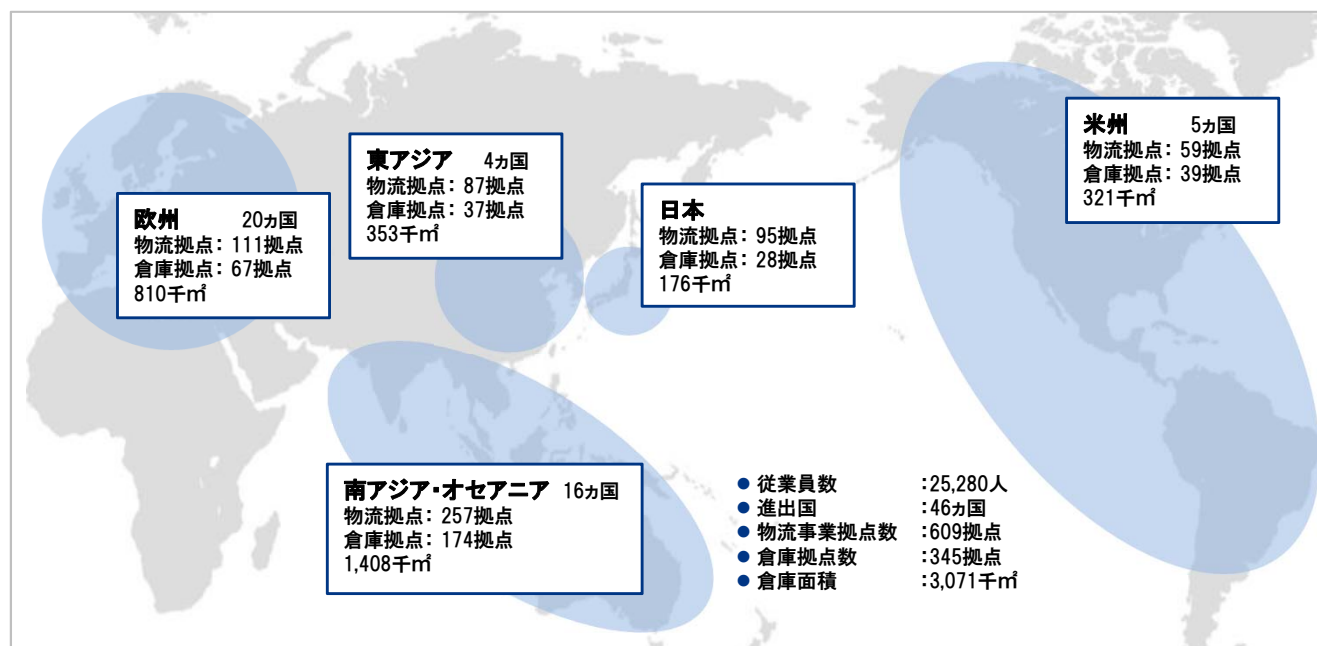 欧州 20ヵ国
物流拠点: 111拠点
倉庫拠点: 67拠点
810千㎡
東アジア 4ヵ国
物流拠点: 87拠点
倉庫拠点: 37拠点
353千㎡
日本
物流拠点: 95拠点
倉庫拠点: 28拠点
176千㎡
米州 5ヵ国
物流拠点: 59拠点
倉庫拠点: 39拠点
321千㎡
南アジア・オセアニア 16ヵ国
物流拠点: 257拠点
倉庫拠点: 174拠点
1,408千㎡
● 従業員数 :25,280人
● 進出国 :46ヵ国
● 物流事業拠点数 :609拠点
● 倉庫拠点数 :345拠点
● 倉庫面積 :3,071千㎡